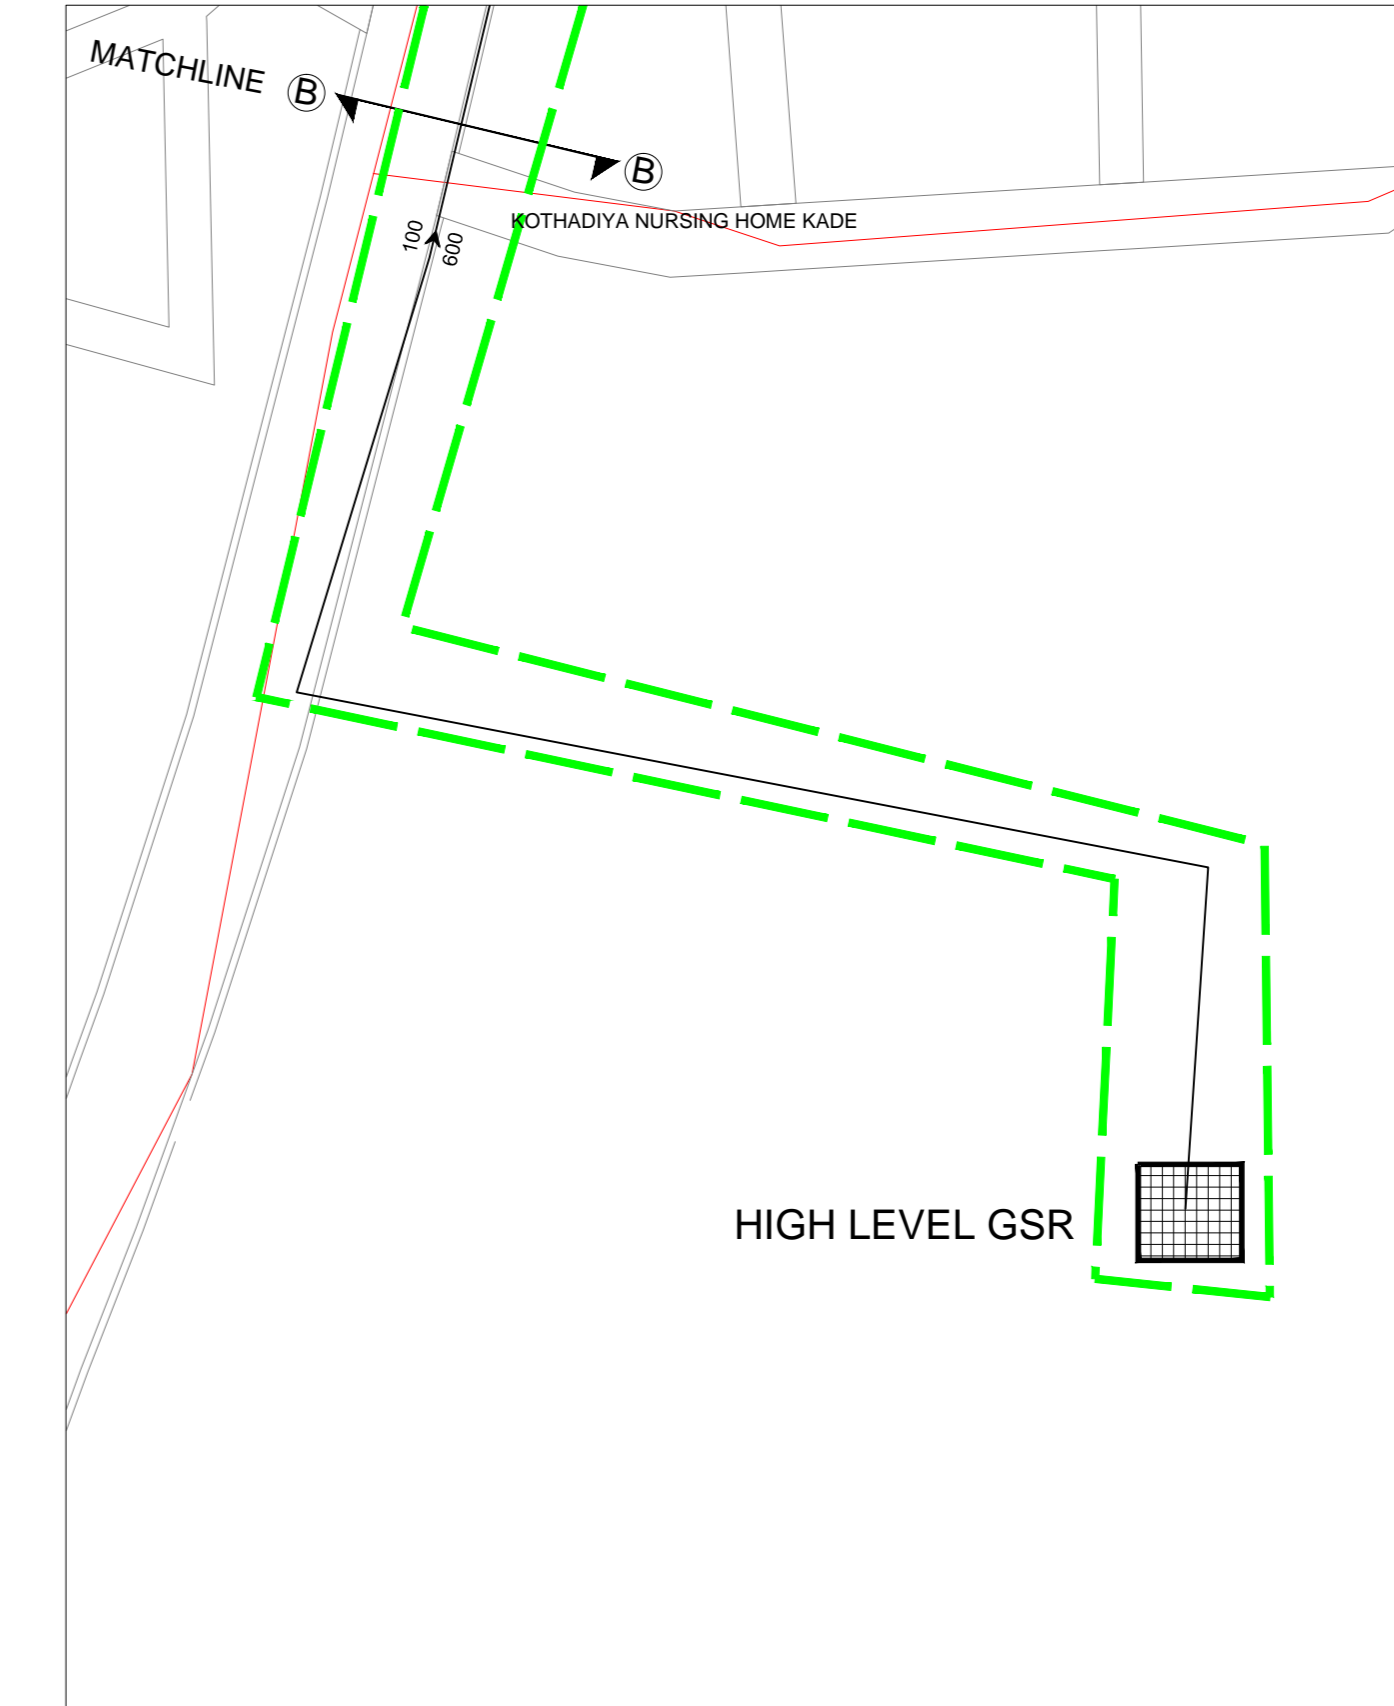 MATCHLINE
B
B
KOTHADIYA NURSING HOME KADE
100
600
HIGH LEVEL GSR